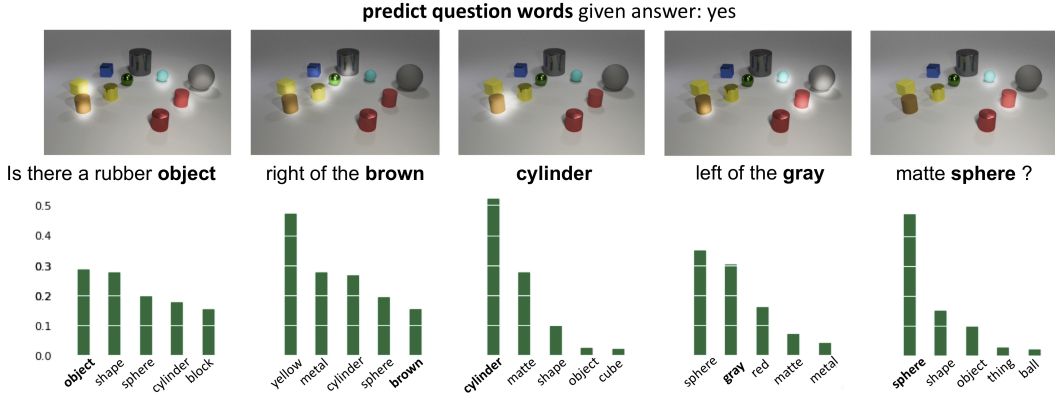 predict question words given answer: yes
Is there a rubber object right of the brown cylinder left of the gray matte sphere ?
0.5
0.4
0.3
0.2
0.1
0.0
object shape sphere cylinder block
yellow metal cylinder sphere brown
cylinder matte shape object cube
sphere gray red matte metal
sphere shape object thing ball